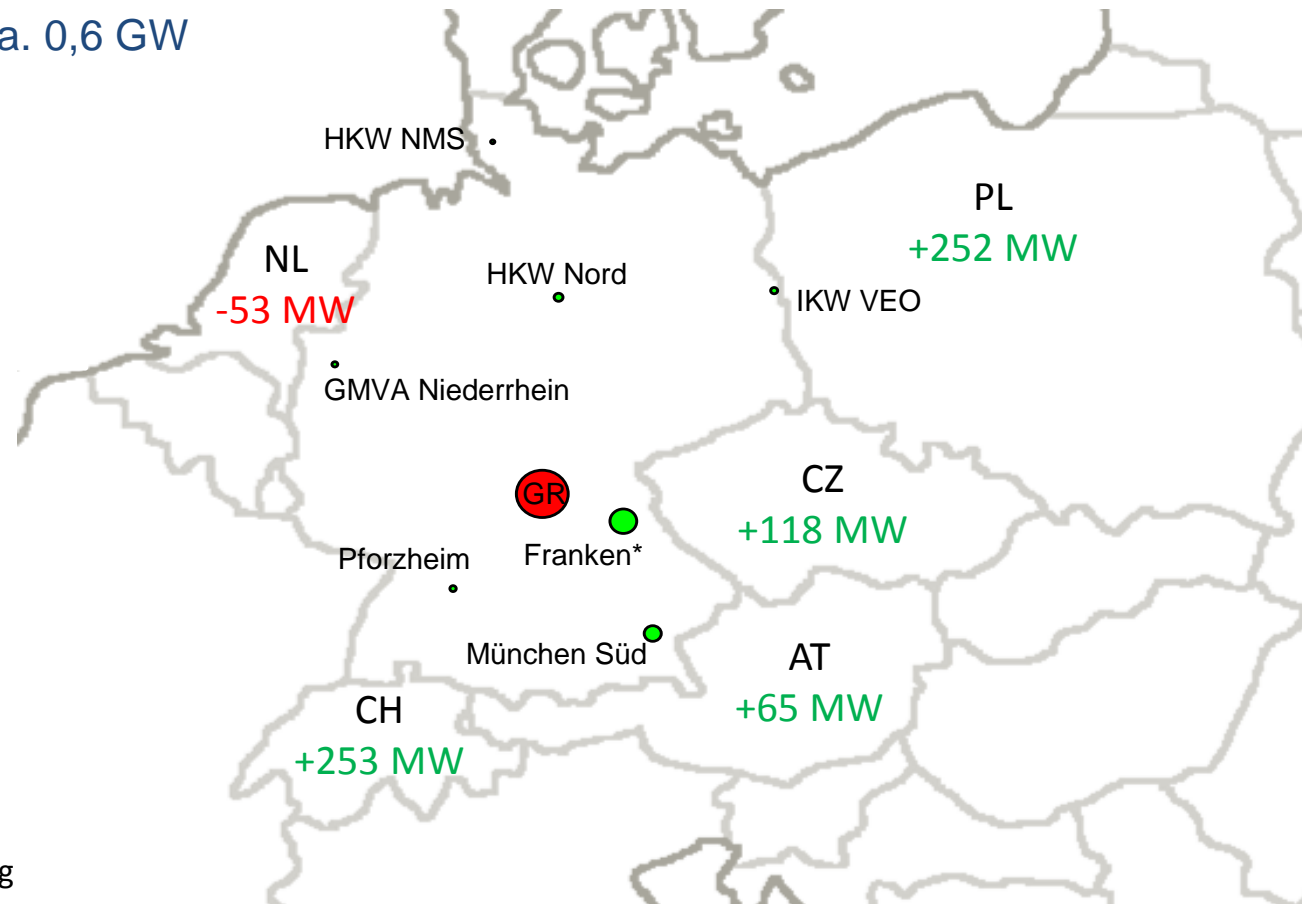 a. 0,6 GW
HKW NMS
PL
+252 MW
NL
-53 MW
HKW Nord
IKW VEO
GMVA Niederrhein
CZ
+118 MW
GR
Franken*
Pforzheim
München Süd
AT
+65 MW
CH
+253 MW
g